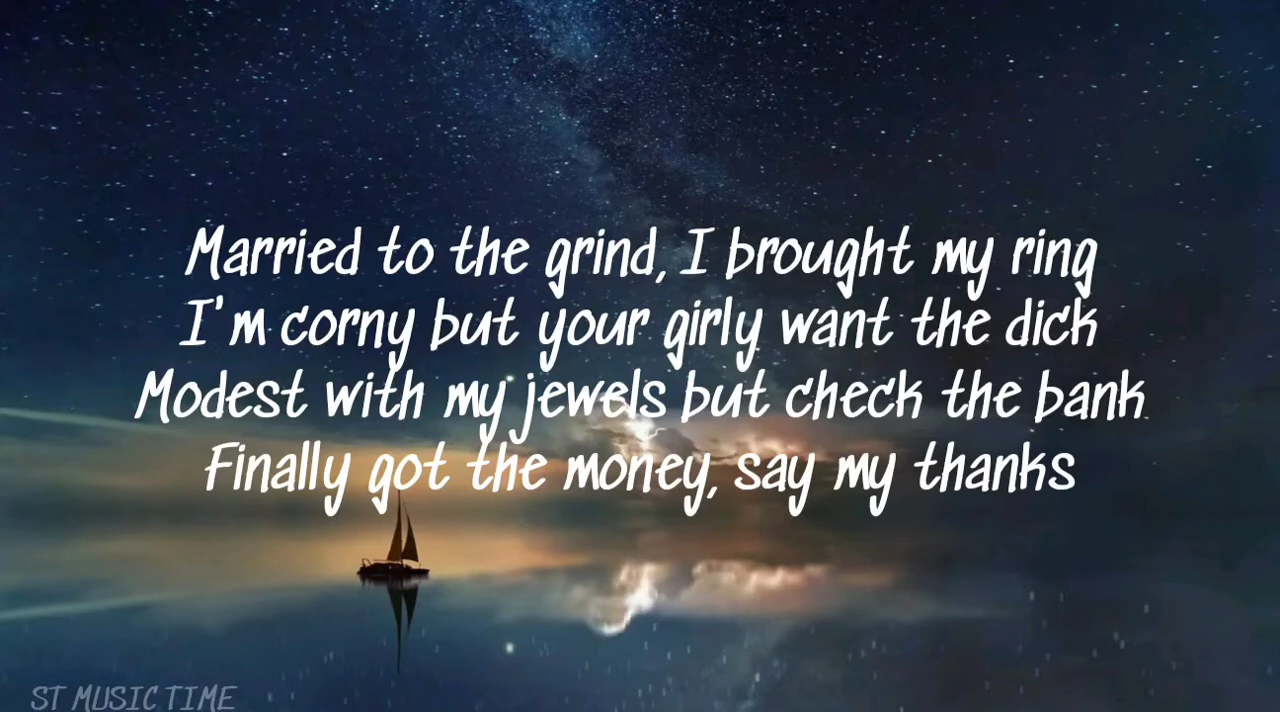 Married to the grind, I brought my ring
I'm corny but your girly want the dick
Modest with my jewels but check the bank
Finally got the money, say my thanks
ST MUSIC TIME